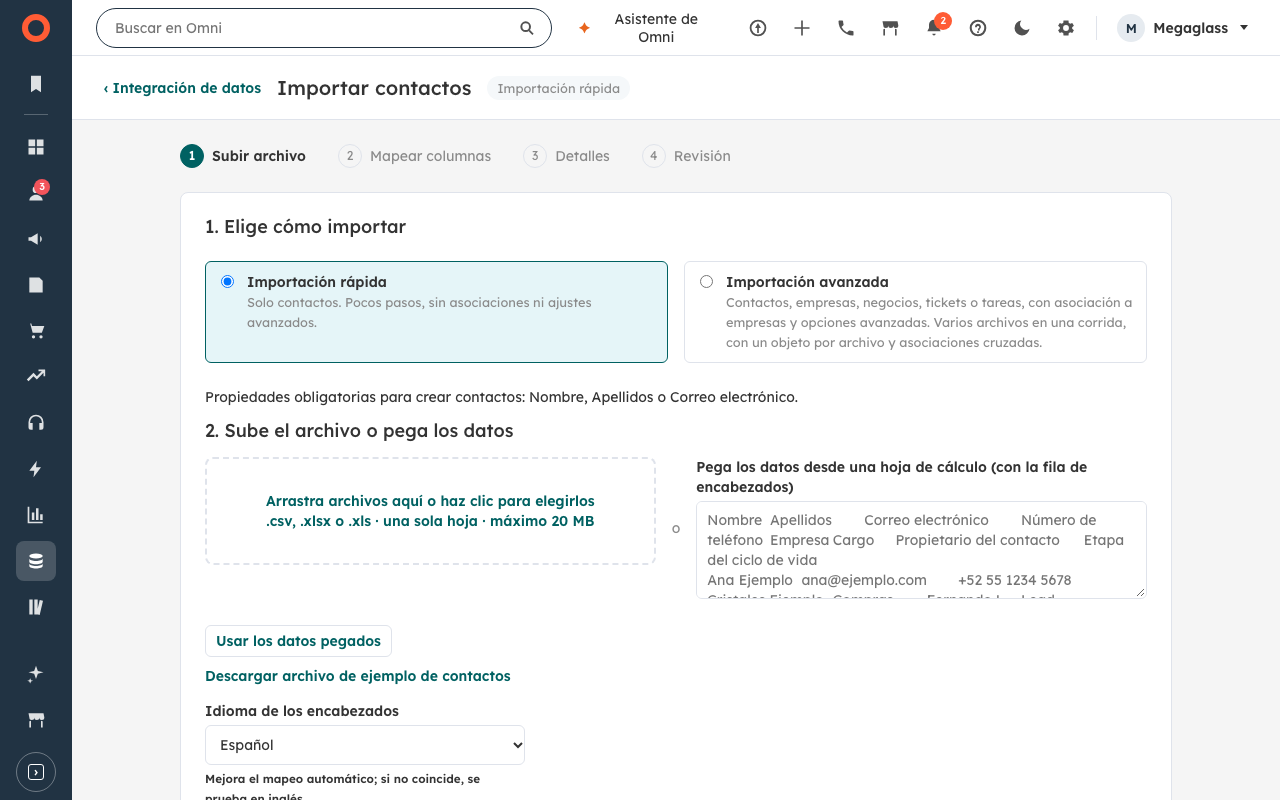 Buscar en Omni
Asistente de
Omni
2
M
Megaglass
‹ Integración de datos
Importar contactos
Importación rápida
3
1 Subir archivo
2 Mapear columnas
3 Detalles
4 Revisión
1. Elige cómo importar
Importación rápida
Solo contactos. Pocos pasos, sin asociaciones ni ajustes
avanzados.
Importación avanzada
Contactos, empresas, negocios, tickets o tareas, con asociación a
empresas y opciones avanzadas. Varios archivos en una corrida,
con un objeto por archivo y asociaciones cruzadas.
Propiedades obligatorias para crear contactos: Nombre, Apellidos o Correo electrónico.
2. Sube el archivo o pega los datos
Arrastra archivos aquí o haz clic para elegirlos
.csv, .xlsx o .xls · una sola hoja · máximo 20 MB
o
Pega los datos desde una hoja de cálculo (con la fila de
encabezados)
Nombre Apellidos Correo electrónico Número de
teléfono Empresa Cargo Propietario del contacto Etapa
del ciclo de vida
Ana Ejemplo ana@ejemplo.com +52 55 1234 5678
Cristales Ejemplo Compras Fernando L. Lead
Usar los datos pegados
Descargar archivo de ejemplo de contactos
Idioma de los encabezados
Español
Mejora el mapeo automático; si no coincide, se
prueba en inglés.